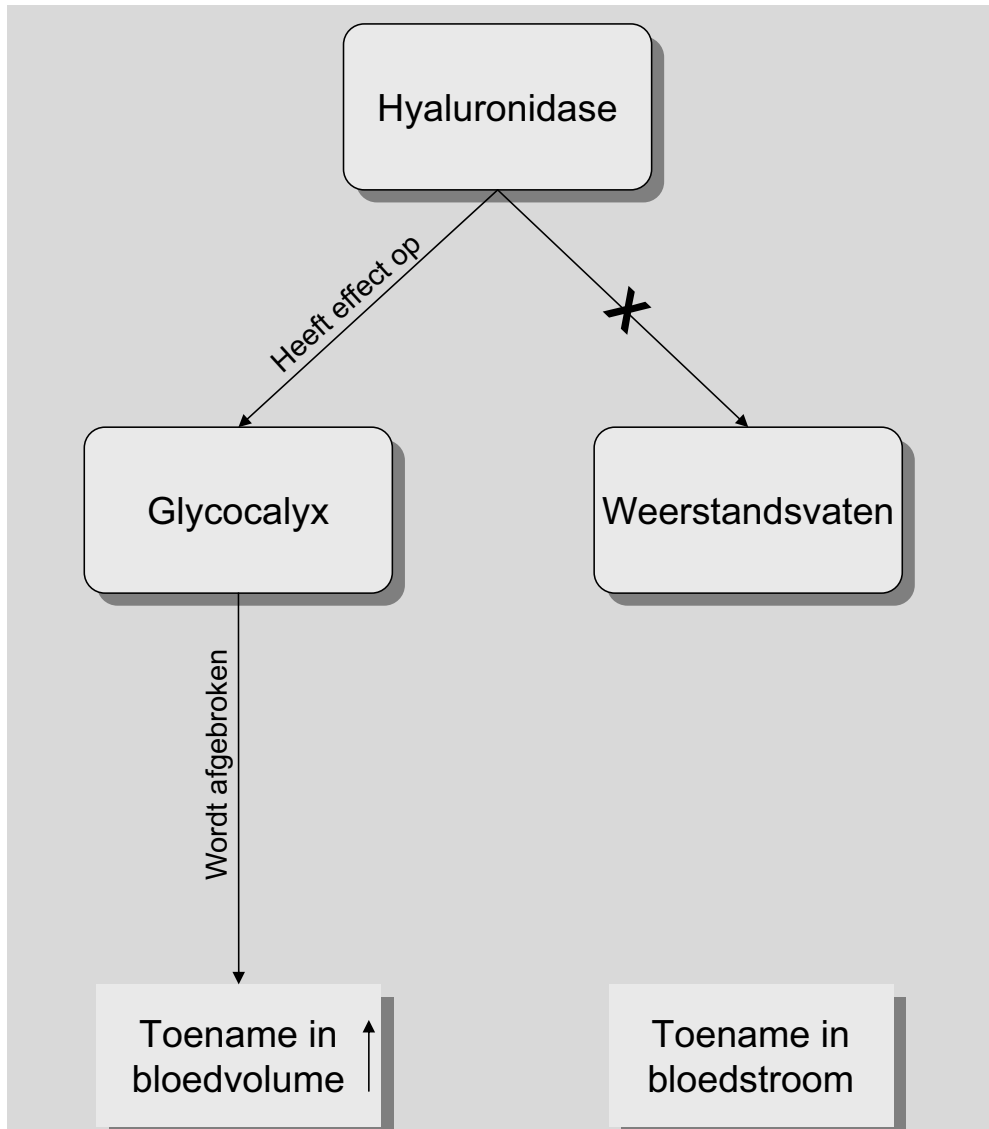 Hyaluronidase
Heeft effect op
X
Glycocalyx
Weerstandsvaten
Wordt afgebroken
Toename in
bloedvolume
Toename in
bloedstroom